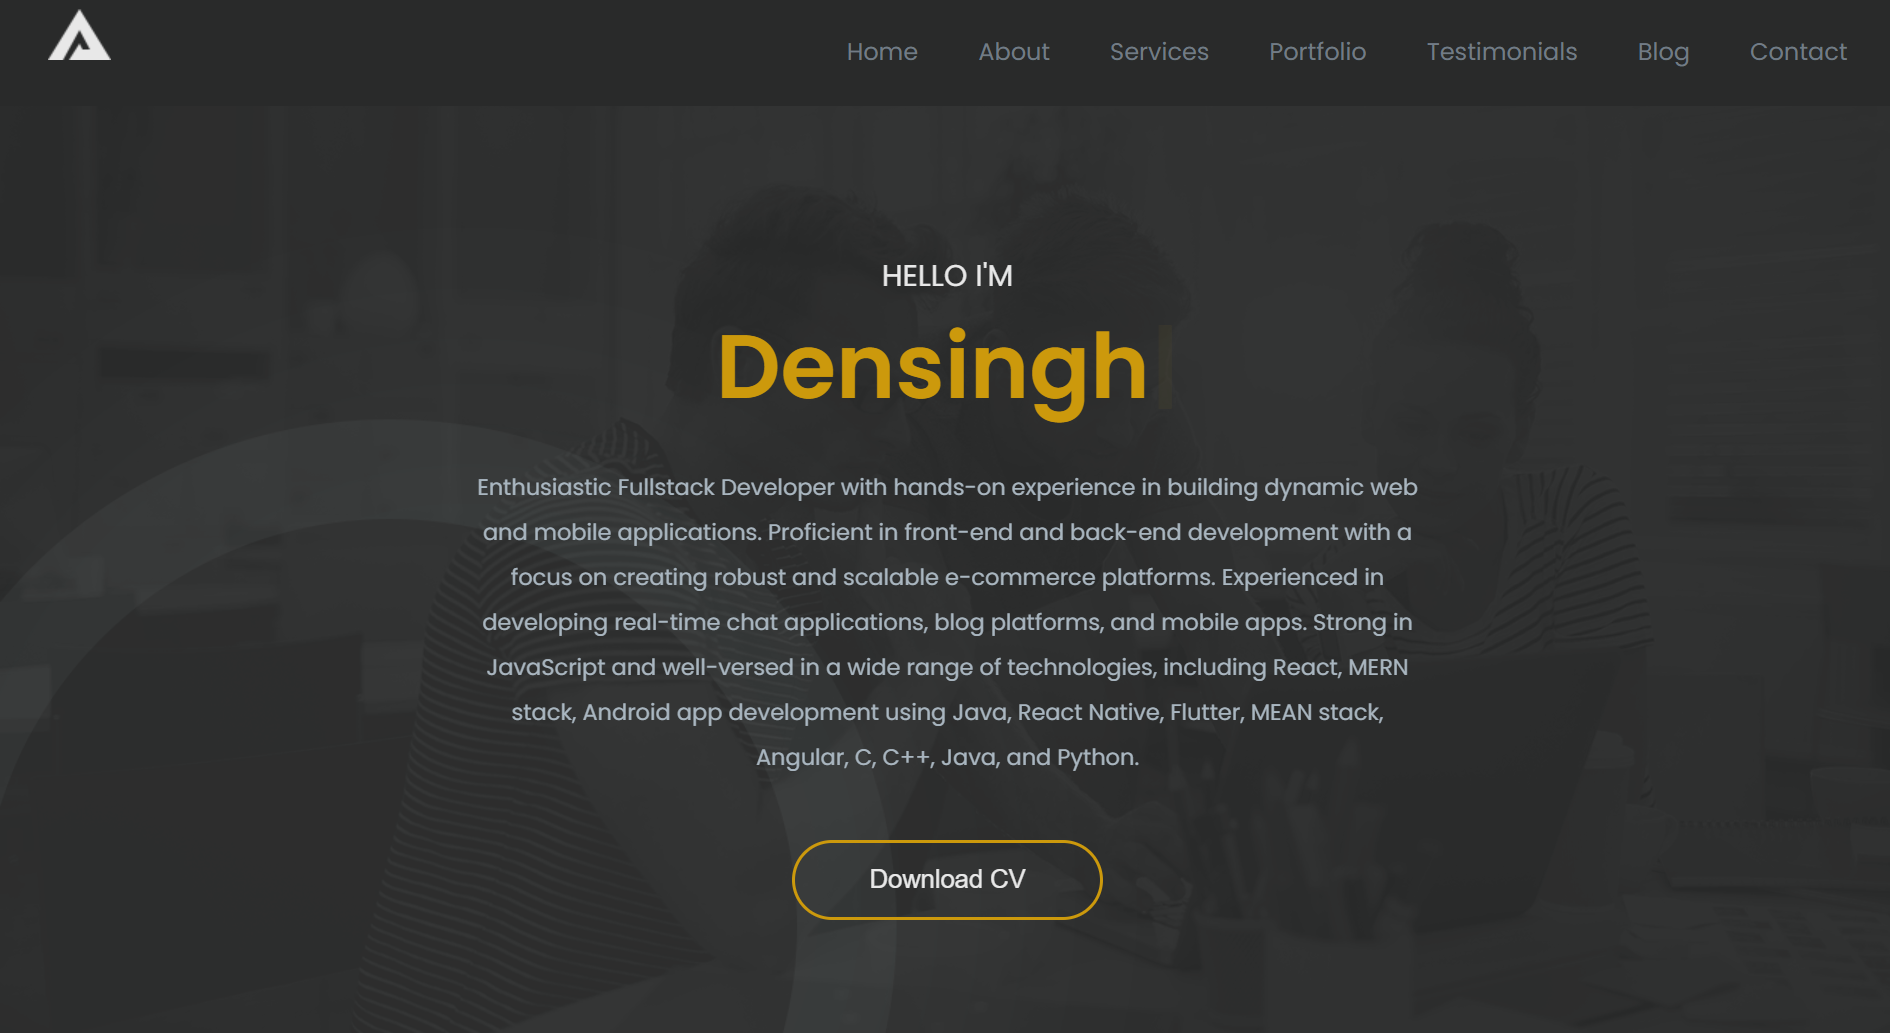 Home About Services Portfolio Testimonials Blog Contact
HELLO I'M
Densingh
Enthusiastic Fullstack Developer with hands-on experience in building dynamic web
and mobile applications. Proficient in front-end and back-end development with a
focus on creating robust and scalable e-commerce platforms. Experienced in
developing real-time chat applications, blog platforms, and mobile apps. Strong in
JavaScript and well-versed in a wide range of technologies, including React, MERN
stack, Android app development using Java, React Native, Flutter, MEAN stack,
Angular, C, C++, Java, and Python.
Download CV